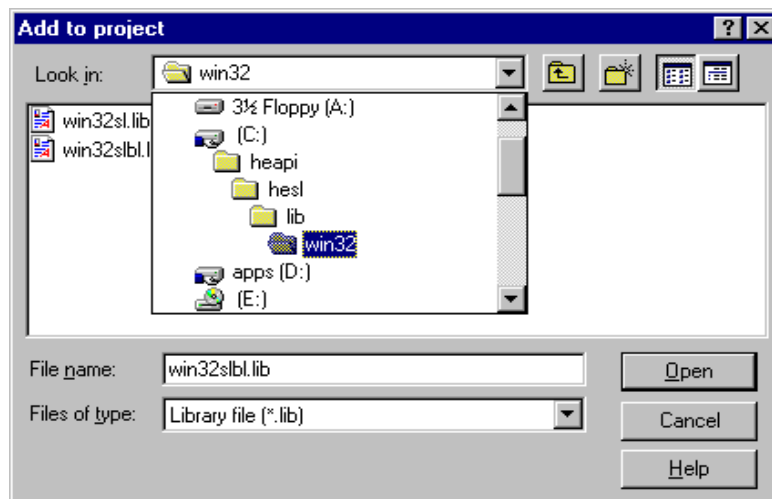 Add to project
Look in: win32
3½ Floppy (A:)
win32sl.lib
(C:)
win32slbl.l
heapi
hesl
lib
win32
apps (D:)
(E:)
File name: win32slbl.lib
Open
Files of type: Library file (*.lib)
Cancel
Help